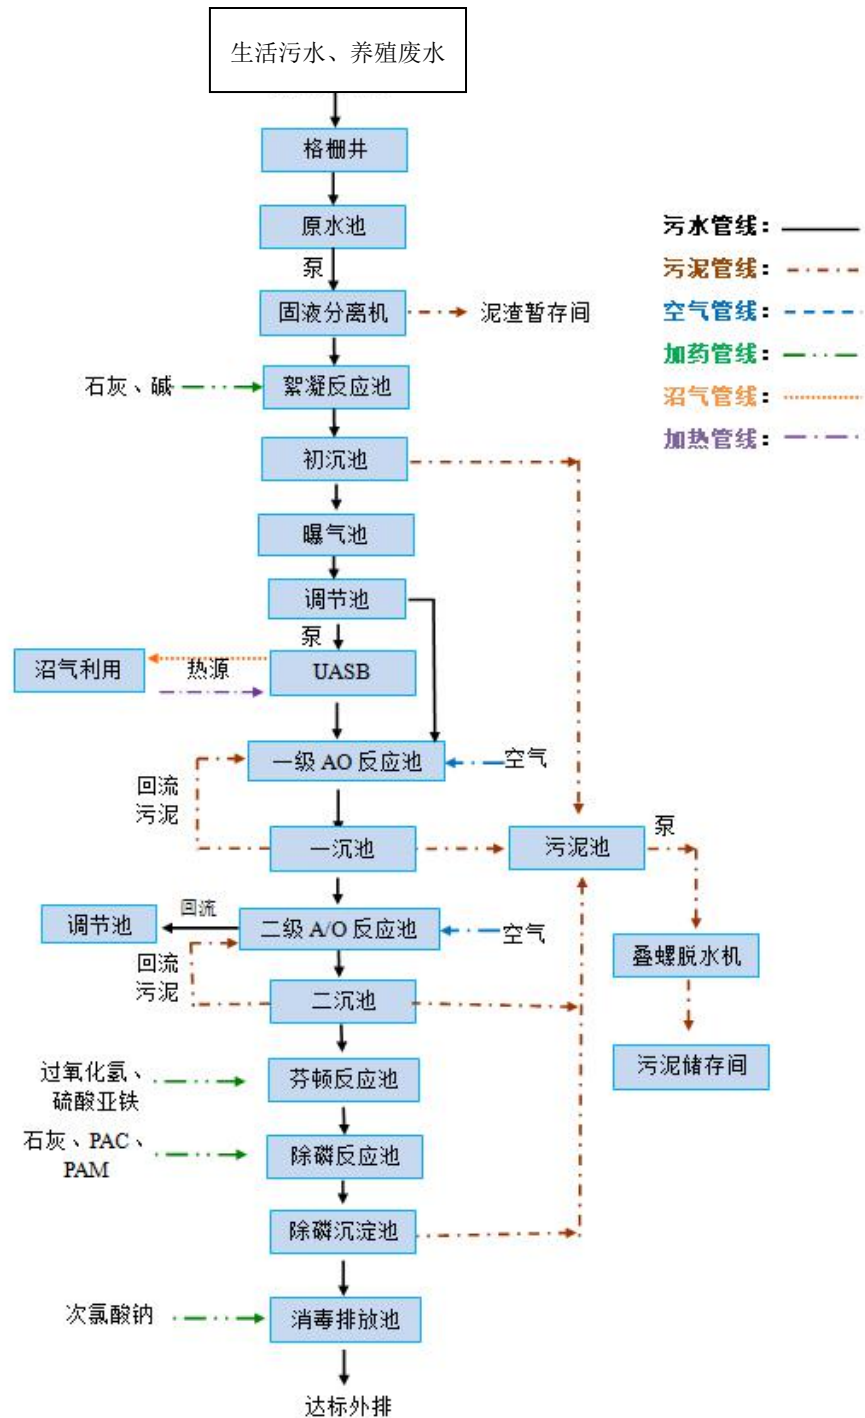 生活污水、养殖废水
格栅井
原水池
泵
固液分离机
泥渣暂存间
石灰、碱
絮凝反应池
初沉池
曝气池
调节池
泵
沼气利用
热源
UASB
一级 AO 反应池
空气
回流
污泥
一沉池
污泥池
泵
调节池
回流
二级 A/O 反应池
空气
回流
污泥
二沉池
叠螺脱水机
污泥储存间
过氧化氢、
硫酸亚铁
芬顿反应池
石灰、PAC、
PAM
除磷反应池
除磷沉淀池
次氯酸钠
消毒排放池
达标外排
污水管线：
污泥管线：
空气管线：
加药管线：
沼气管线：
加热管线：